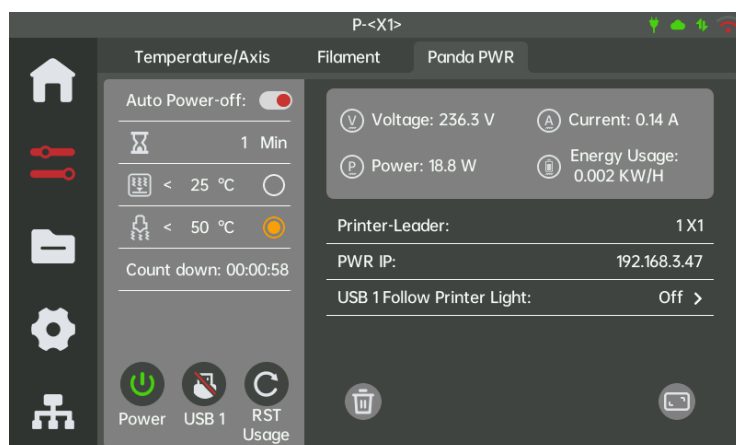 P-<X1>
Temperature/Axis Filament Panda PWR
Auto Power-off:
1 Min
< 25 °C
< 50 °C
Count down: 00:00:58
Power
USB 1
RST
Usage
V Voltage: 236.3 V
A Current: 0.14 A
P Power: 18.8 W
Energy Usage:
0.002 KW/H
Printer-Leader: 1 X1
PWR IP: 192.168.3.47
USB 1 Follow Printer Light: Off >